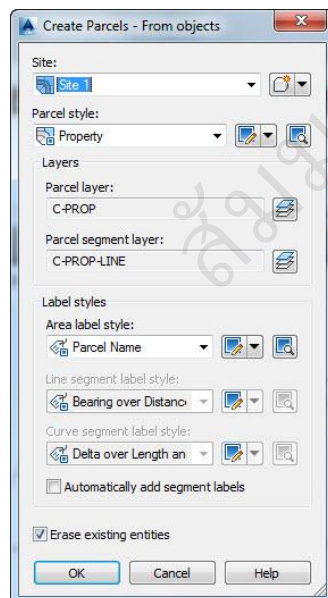 Create Parcels - From objects
Site:
Site 1
Parcel style:
Property
Layers
Parcel layer:
C-PROP
Parcel segment layer:
C-PROP-LINE
Label styles
Area label style:
Parcel Name
Line segment label style:
Bearing over Distanc
Curve segment label style:
Delta over Length an
Automatically add segment labels
Erase existing entities
OK Cancel Help